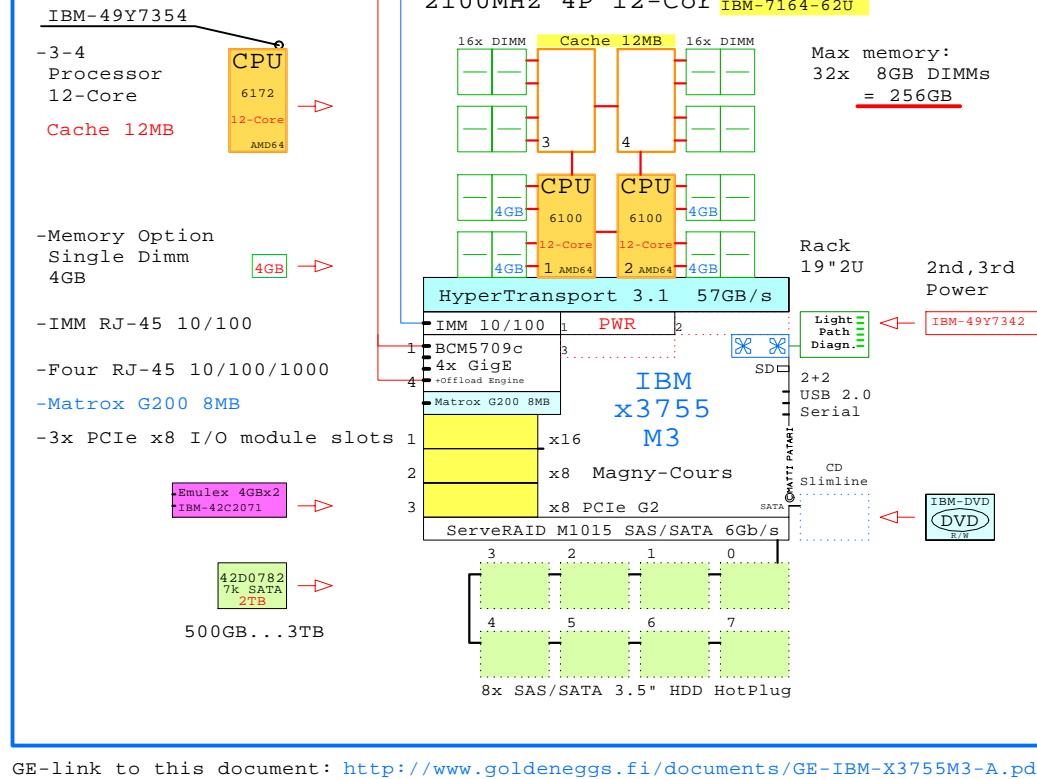 2100MHz 4P 12-Cor IBM-7164-62U
IBM-49Y7354
-3-4
Processor
12-Core
Cache 12MB
CPU
6172
12-Core
AMD64
16x DIMM
Cache 12MB
16x DIMM
3
4
Max memory:
32x 8GB DIMMs
= 256GB
CPU
6100
12-Core
1 AMD64
CPU
6100
12-Core
2 AMD64
4GB
4GB
4GB
4GB
-Memory Option
Single Dimm
4GB
4GB
Rack
19"2U
2nd,3rd
Power
IBM-49Y7342
HyperTransport 3.1 57GB/s
-IMM RJ-45 10/100
IMM 10/100
1 PWR 2
3
Light
Path
Diagn.
-Four RJ-45 10/100/1000
1 BCM5709c
4x GigE
4 +Offload Engine
SD
2+2
USB 2.0
Serial
IBM
x3755
M3
-Matrox G200 8MB
Matrox G200 8MB
-3x PCIe x8 I/O module slots
1 x16
2 x8 Magny-Cours
3 x8 PCIe G2
©MATTI PATARI
SATA
CD
Slimline
IBM-DVD
DVD
R/W
Emulex 4GBx2
IBM-42C2071
ServeRAID M1015 SAS/SATA 6Gb/s
3 2 1 0
42D0782
7k SATA
2TB
500GB...3TB
4 5 6 7
8x SAS/SATA 3.5" HDD HotPlug
GE-link to this document: http://www.goldeneggs.fi/documents/GE-IBM-X3755M3-A.pd